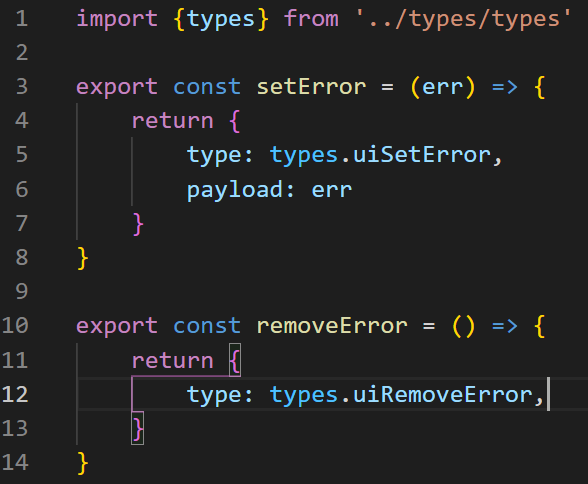 1 import {types} from '../types/types'
2
3 export const setError = (err) => {
4     return {
5         type: types.uiSetError,
6         payload: err
7     }
8 }
9
10 export const removeError = () => {
11     return {
12         type: types.uiRemoveError,
13     }
14 }